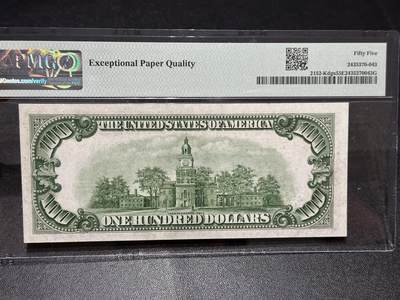 PMG
Exceptional Paper Quality
Fifty Five
2435376-043
100
100
THE UNITED STATES OF AMERICA
ONE HUNDRED DOLLARS
100
100